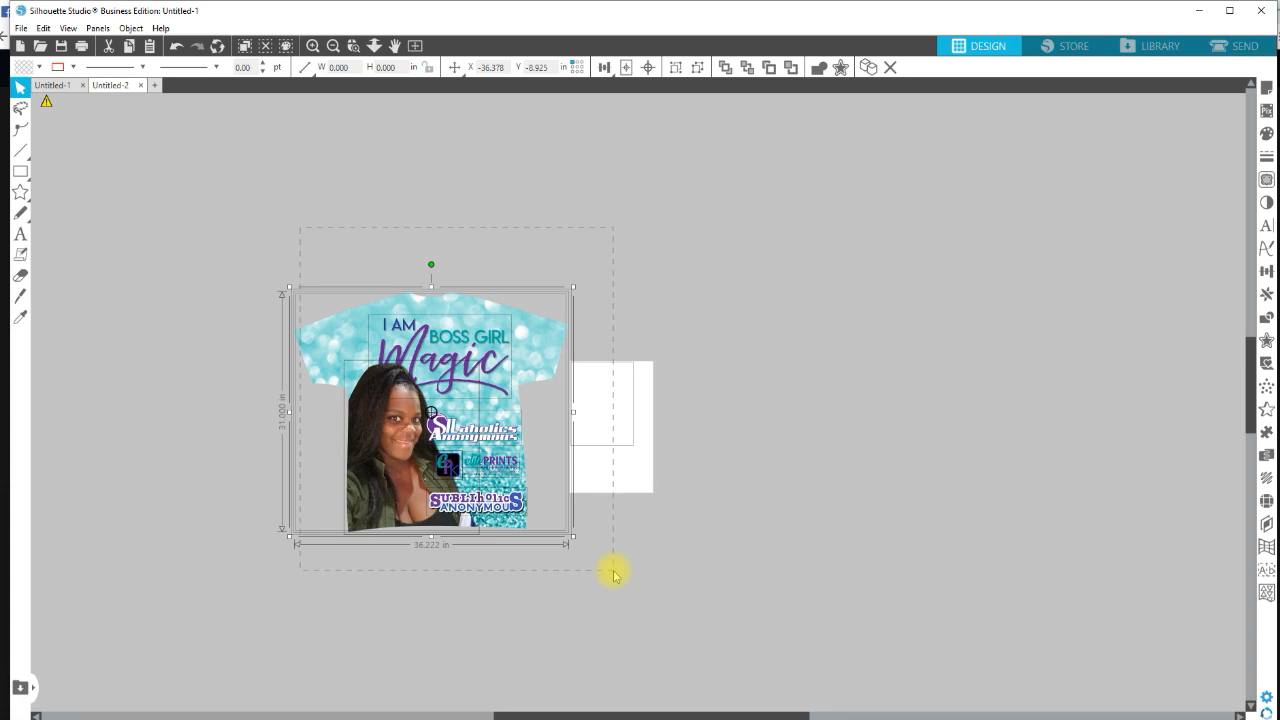 Silhouette Studio® Business Edition: Untitled-1
File Edit View Panels Object Help
DESIGN STORE LIBRARY SEND
0.00 pt W 0.000 H 0.000 in X -36.378 Y -8.925 in
Untitled-1 × Untitled-2 × +
I AM
BOSS GIRL
Magic
Anonymous
PRINTS
SUBLIHOLICS
ANONYMOUS
31.000 in
36.222 in